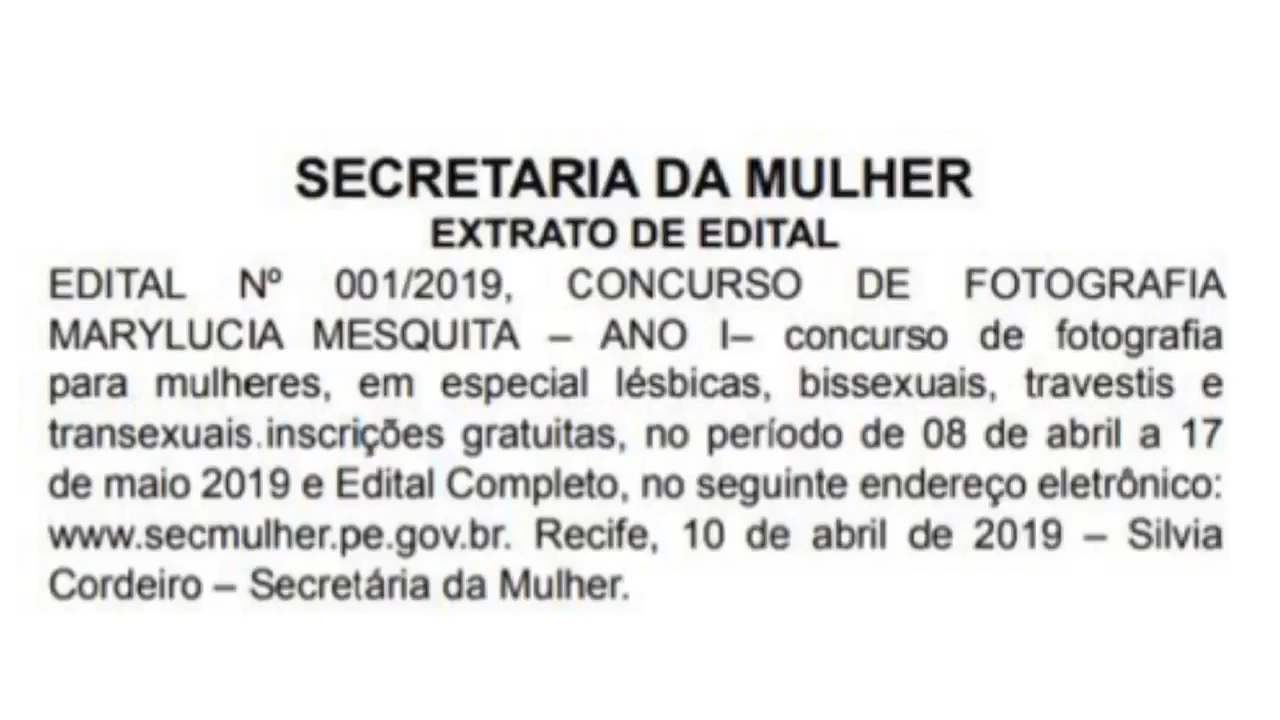 SECRETARIA DA MULHER
EXTRATO DE EDITAL
EDITAL Nº 001/2019, CONCURSO DE FOTOGRAFIA
MARYLUCIA MESQUITA – ANO I– concurso de fotografia
para mulheres, em especial lésbicas, bissexuais, travestis e
transexuais.inscrições gratuitas, no período de 08 de abril a 17
de maio 2019 e Edital Completo, no seguinte endereço eletrônico:
www.secmulher.pe.gov.br. Recife, 10 de abril de 2019 – Silvia
Cordeiro – Secretária da Mulher.